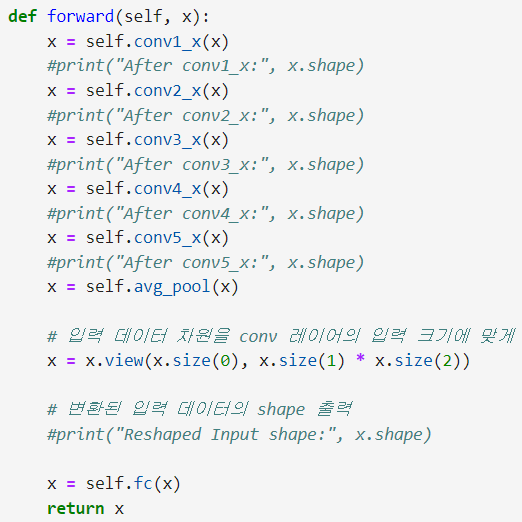 def forward(self, x):
    x = self.conv1_x(x)
    #print("After conv1_x:", x.shape)
    x = self.conv2_x(x)
    #print("After conv2_x:", x.shape)
    x = self.conv3_x(x)
    #print("After conv3_x:", x.shape)
    x = self.conv4_x(x)
    #print("After conv4_x:", x.shape)
    x = self.conv5_x(x)
    #print("After conv5_x:", x.shape)
    x = self.avg_pool(x)

    # 입력 데이터 차원을 conv 레이어의 입력 크기에 맞게
    x = x.view(x.size(0), x.size(1) * x.size(2))

    # 변환된 입력 데이터의 shape 출력
    #print("Reshaped Input shape:", x.shape)

    x = self.fc(x)
    return x